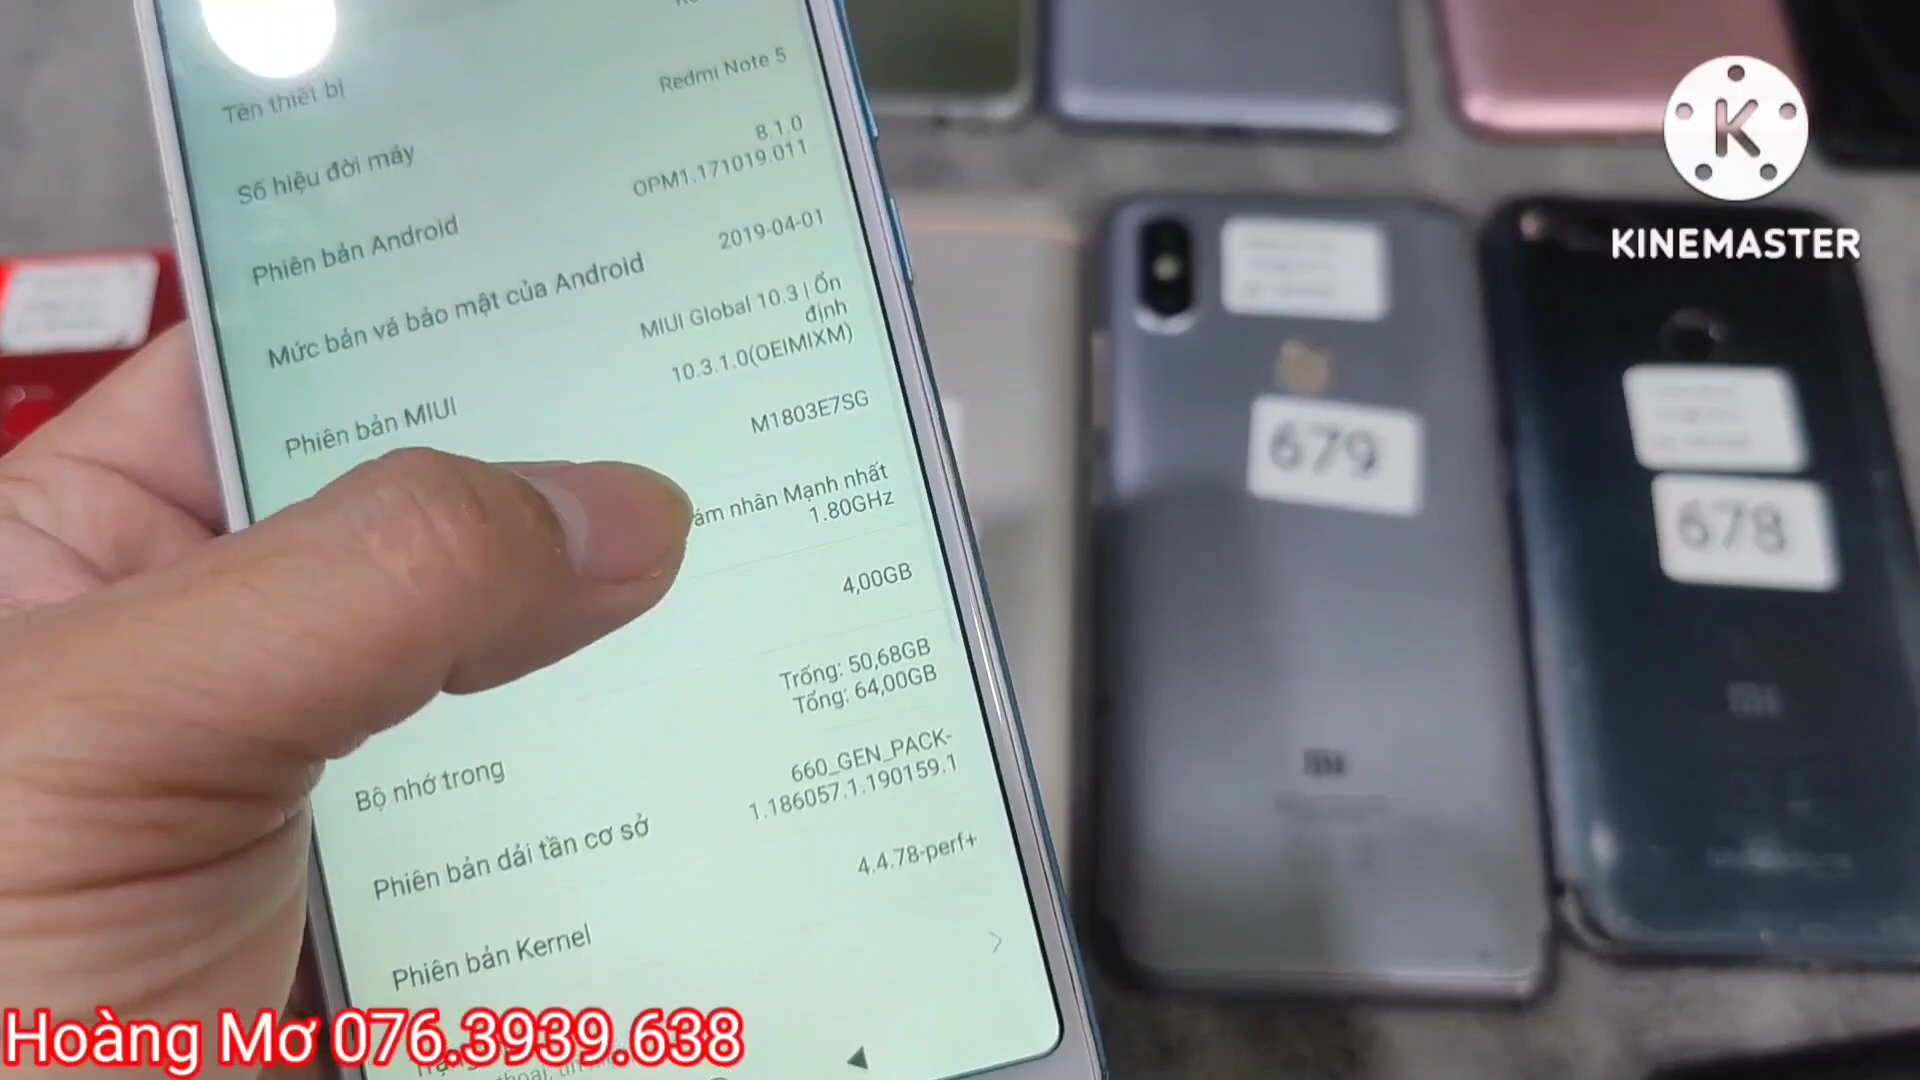 Tên thiết bị
Redmi Note 5
Số hiệu đời máy
8.1.0
OPM1.171019.011
Phiên bản Android
2019-04-01
Mức bản vá bảo mật của Android
MIUI Global 10.3 | Ổn
định
10.3.1.0(OEIMIXM)
Phiên bản MIUI
M1803E7SG
ám nhân Mạnh nhất
1.80GHz
4,00GB
Trống: 50,68GB
Tổng: 64,00GB
Bộ nhớ trong
660_GEN_PACK-
1.186057.1.190159.1
Phiên bản dải tần cơ sở
4.4.78-perf+
Phiên bản Kernel
Hoàng Mơ 076.3939.638
K
KINEMASTER
679
678
MI